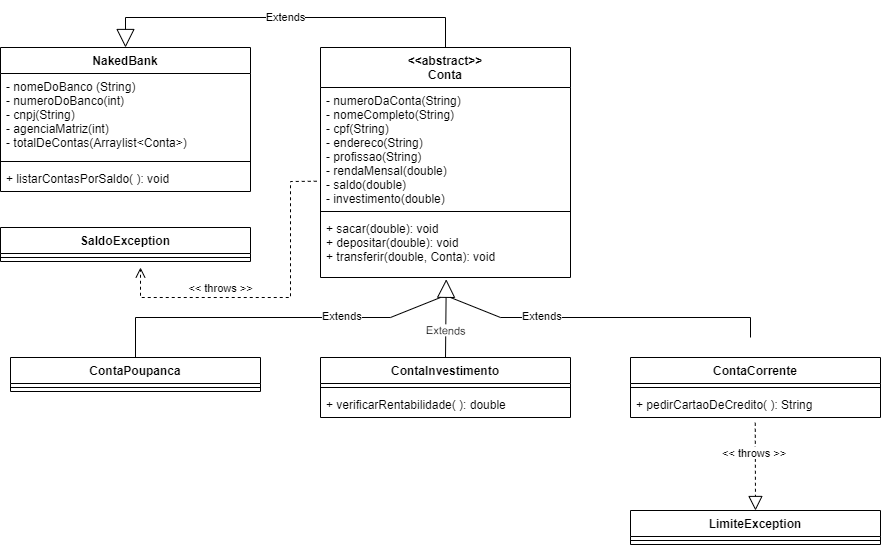 Extends
NakedBank
- nomeDoBanco (String)
- numeroDoBanco(int)
- cnpj(String)
- agenciaMatriz(int)
- totalDeContas(Arraylist<Conta>)
+ listarContasPorSaldo( ): void
<<abstract>>
Conta
- numeroDaConta(String)
- nomeCompleto(String)
- cpf(String)
- endereco(String)
- profissao(String)
- rendaMensal(double)
- saldo(double)
- investimento(double)
+ sacar(double): void
+ depositar(double): void
+ transferir(double, Conta): void
SaldoException
<< throws >>
Extends
Extends
Extends
ContaPoupanca
ContaInvestimento
+ verificarRentabilidade( ): double
ContaCorrente
+ pedirCartaoDeCredito( ): String
<< throws >>
LimiteException